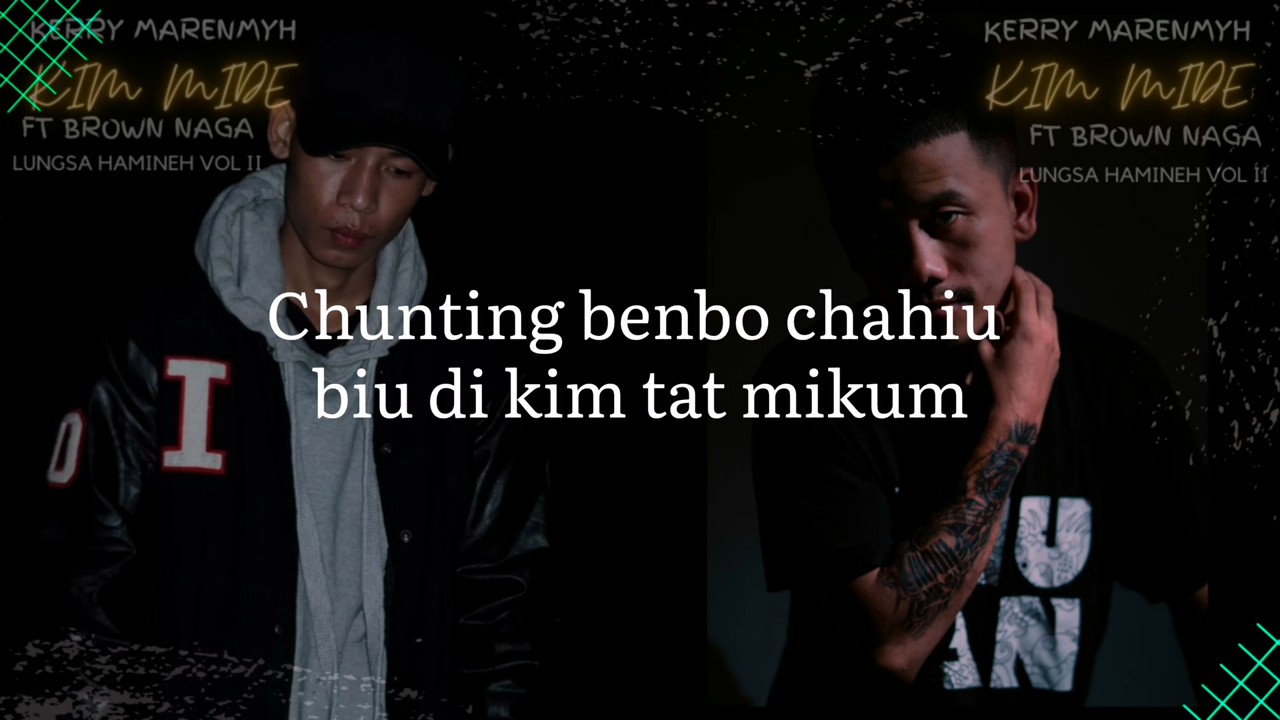 KERRY MARENMYH
KIM MIDE
FT BROWN NAGA
LUNGSA HAMINEH VOL II
KERRY MARENMYH
KIM MIDE
FT BROWN NAGA
LUNGSA HAMINEH VOL II
Chunting benbo chahiu
biu di kim tat mikum
O I
U
AN